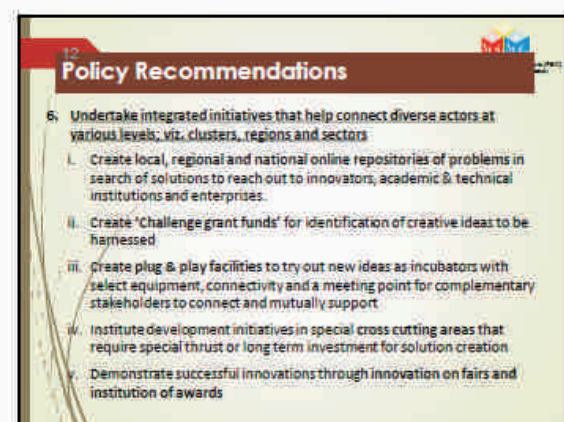 12
Policy Recommendations
6. Undertake integrated initiatives that help connect diverse actors at
various levels; viz. clusters, regions and sectors
i. Create local, regional and national online repositories of problems in
search of solutions to reach out to innovators, academic & technical
institutions and enterprises.
ii. Create 'Challenge grant funds' for identification of creative ideas to be
harnessed
iii. Create plug & play facilities to try out new ideas as incubators with
select equipment, connectivity and a meeting point for complementary
stakeholders to connect and mutually support
iv. Institute development initiatives in special cross cutting areas that
require special thrust or long term investment for solution creation
v. Demonstrate successful innovations through innovation on fairs and
institution of awards